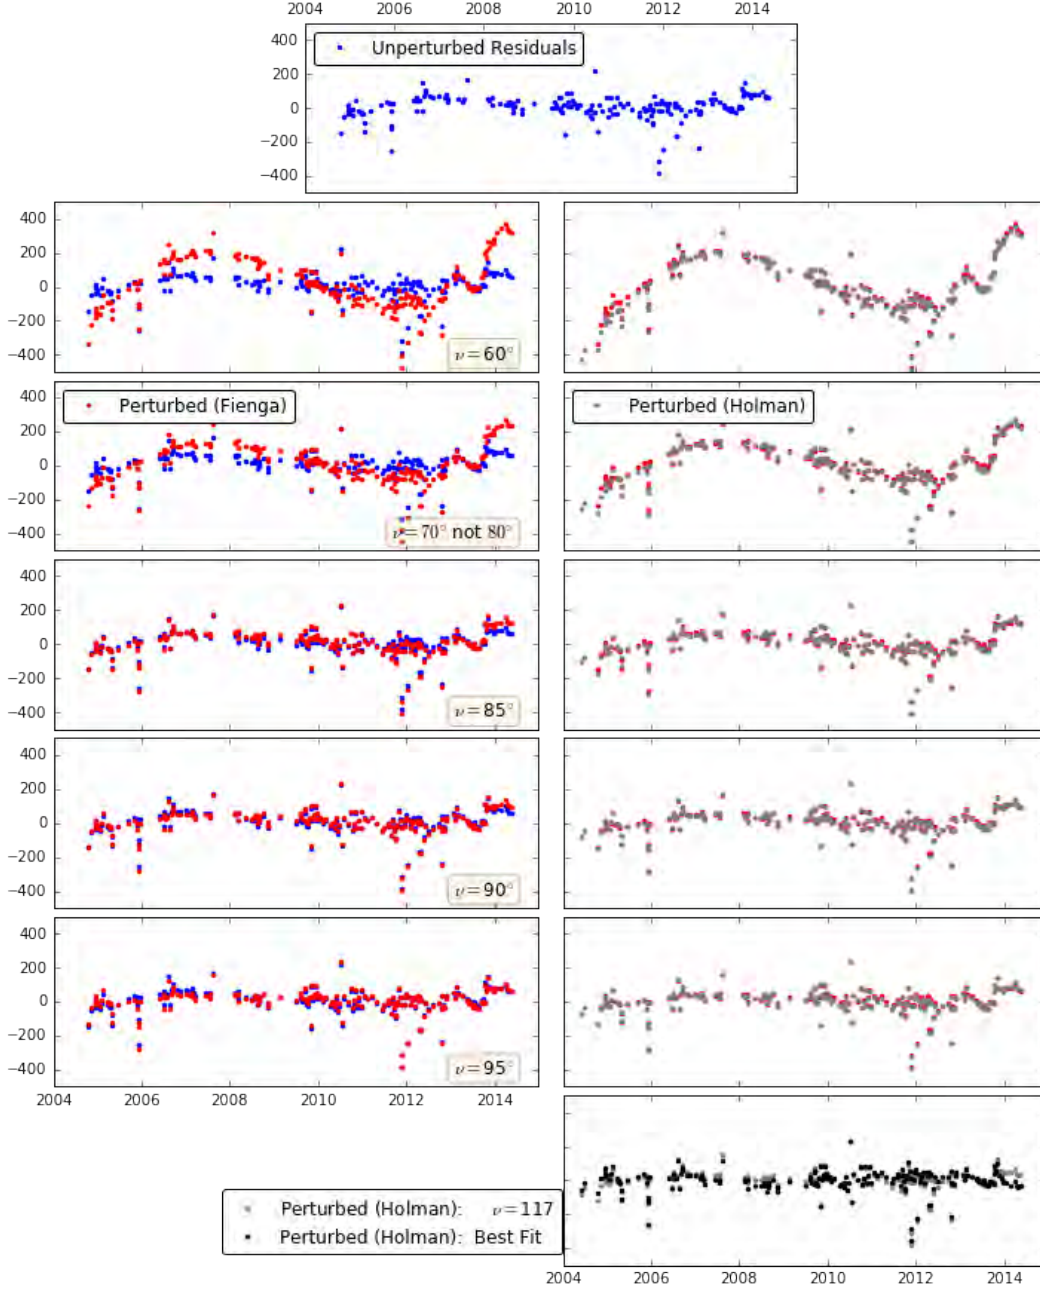 2004 2006 2008 2010 2012 2014
400
200
0
−200
−400
Unperturbed Residuals
400
200
0
−200
−400
ν = 60°
400
200
0
−200
−400
Perturbed (Fienga)
Perturbed (Holman)
ν = 70° not 80°
400
200
0
−200
−400
ν = 85°
400
200
0
−200
−400
ν = 90°
400
200
0
−200
−400
ν = 95°
2004 2006 2008 2010 2012 2014
Perturbed (Holman): ν = 117
Perturbed (Holman): Best Fit
2004 2006 2008 2010 2012 2014